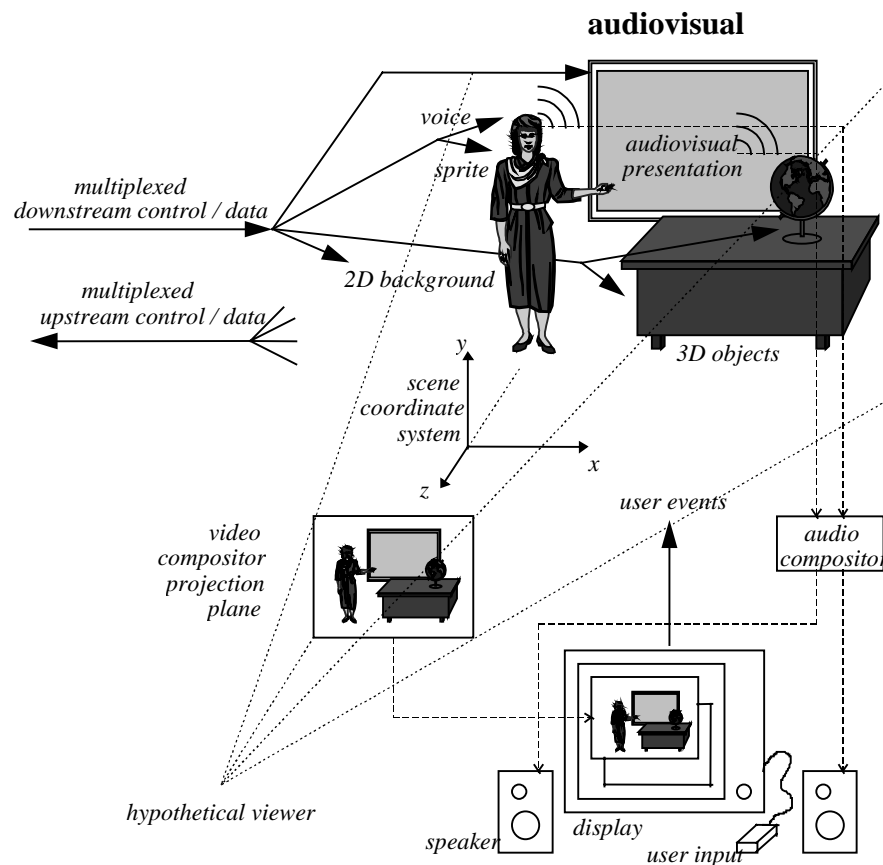 audiovisual
voice
sprite
audiovisual
presentation
multiplexed
downstream control / data
2D background
multiplexed
upstream control / data
3D objects
y
scene
coordinate
system
x
z
user events
video
compositor
projection
plane
audio
compositor
hypothetical viewer
speaker
display
user input